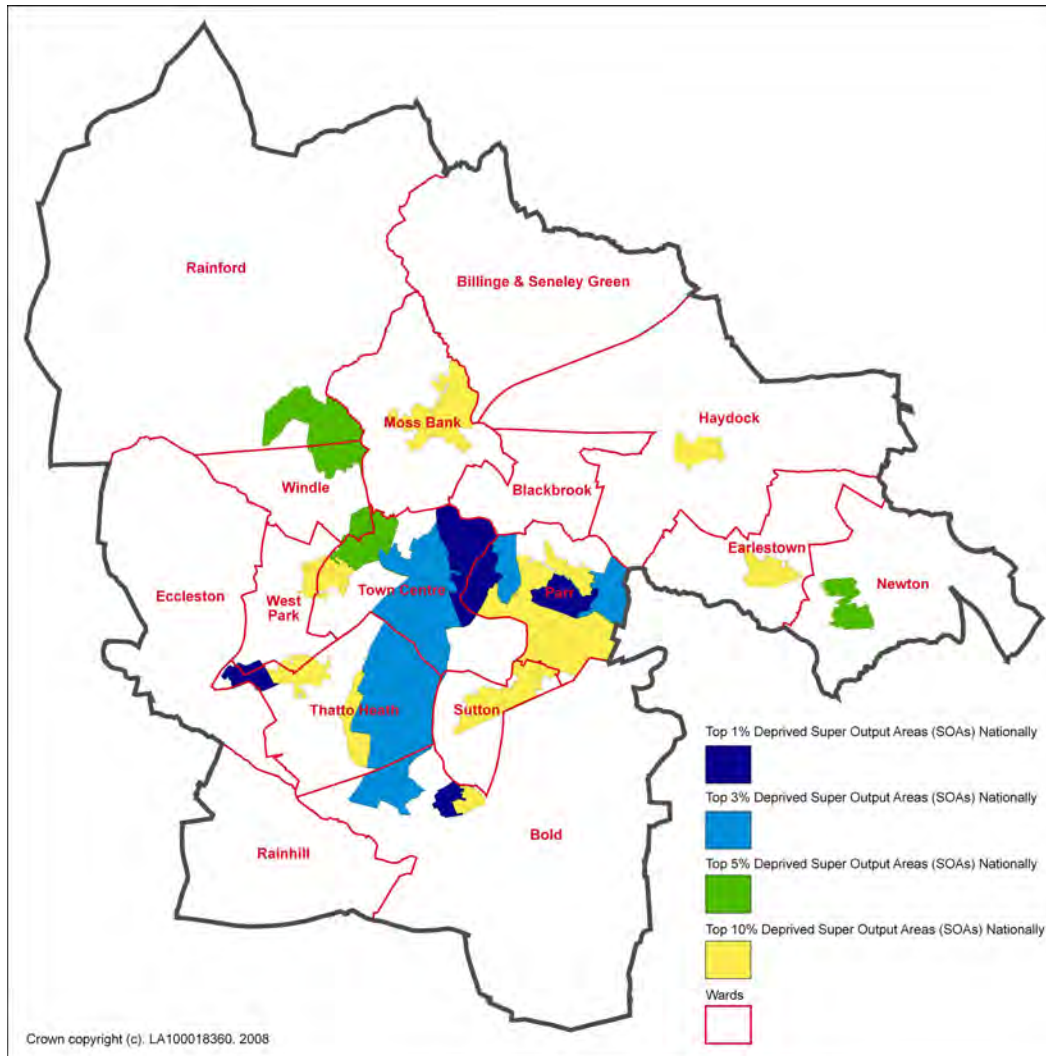 Rainford
Billinge & Seneley Green
Moss Bank
Haydock
Windle
Blackbrook
Earlestown
Newton
Eccleston
West
Park
Town Centre
Parr
Thatto Heath
Sutton
Bold
Rainhill
Top 1% Deprived Super Output Areas (SOAs) Nationally
Top 3% Deprived Super Output Areas (SOAs) Nationally
Top 5% Deprived Super Output Areas (SOAs) Nationally
Top 10% Deprived Super Output Areas (SOAs) Nationally
Wards
Crown copyright (c). LA100018360. 2008